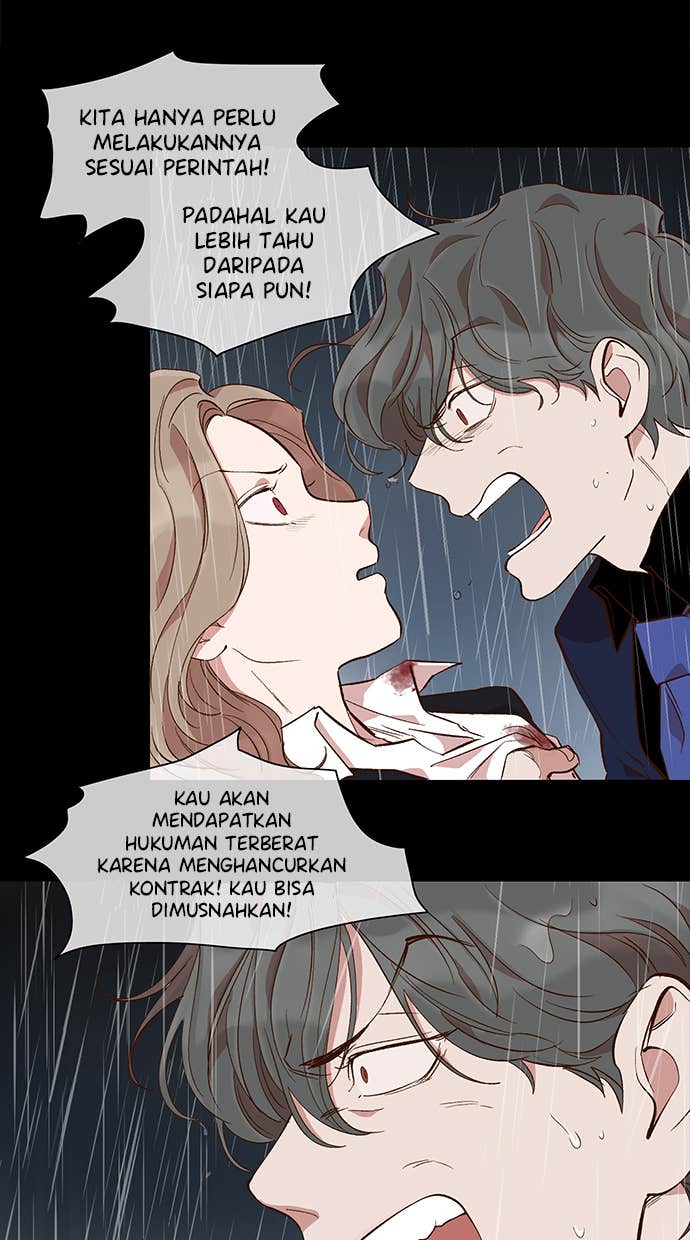 KITA HANYA PERLU
MELAKUKANNYA
SESUAI PERINTAH!
PADAHAL KAU
LEBIH TAHU
DARIPADA
SIAPA PUN!
KAU AKAN
MENDAPATKAN
HUKUMAN TERBERAT
KARENA MENGHANCURKAN
KONTRAK! KAU BISA
DIMUSNAHKAN!